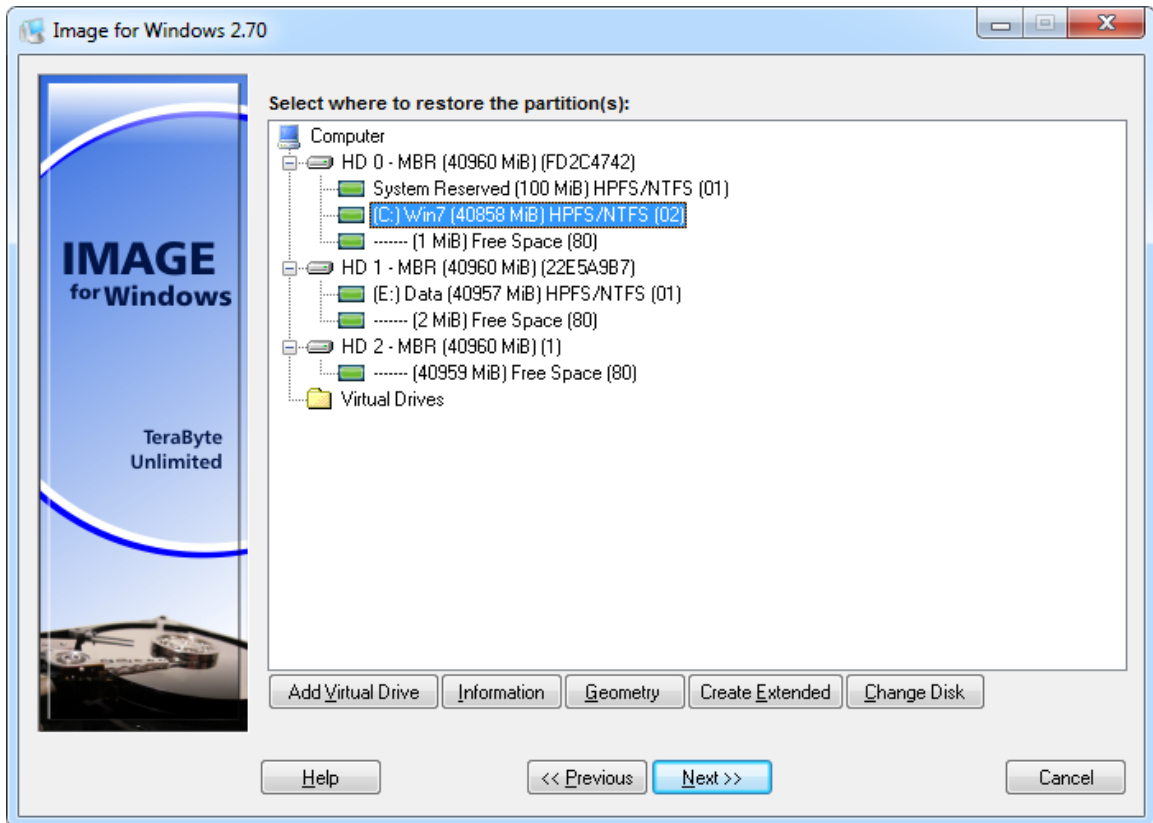 Image for Windows 2.70
Select where to restore the partition(s):
Computer
HD 0 - MBR (40960 MiB) (FD2C4742)
System Reserved (100 MiB) HPFS/NTFS (01)
(C:) Win7 (40858 MiB) HPFS/NTFS (02)
------ (1 MiB) Free Space (80)
HD 1 - MBR (40960 MiB) (22E5A9B7)
(E:) Data (40957 MiB) HPFS/NTFS (01)
------ (2 MiB) Free Space (80)
HD 2 - MBR (40960 MiB) (1)
------ (40959 MiB) Free Space (80)
Virtual Drives
IMAGE
for Windows
TeraByte
Unlimited
Add Virtual Drive Information Geometry Create Extended Change Disk
Help << Previous Next >> Cancel